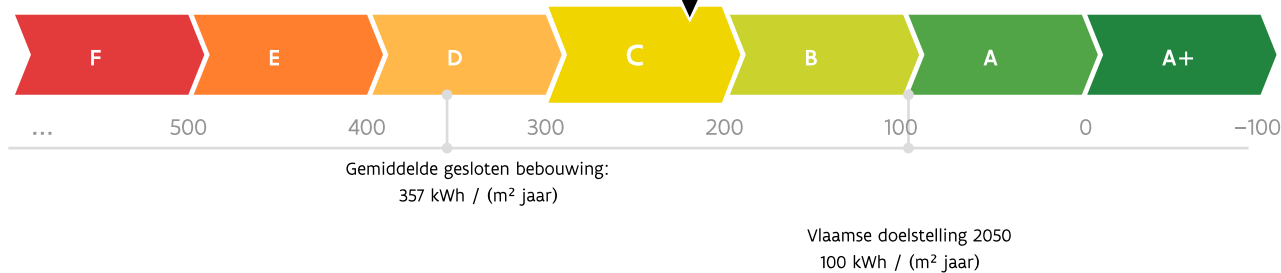 F E D C B A A+
... 500 400 300 200 100 0 −100
Gemiddelde gesloten bebouwing:
357 kWh / (m² jaar)
Vlaamse doelstelling 2050
100 kWh / (m² jaar)